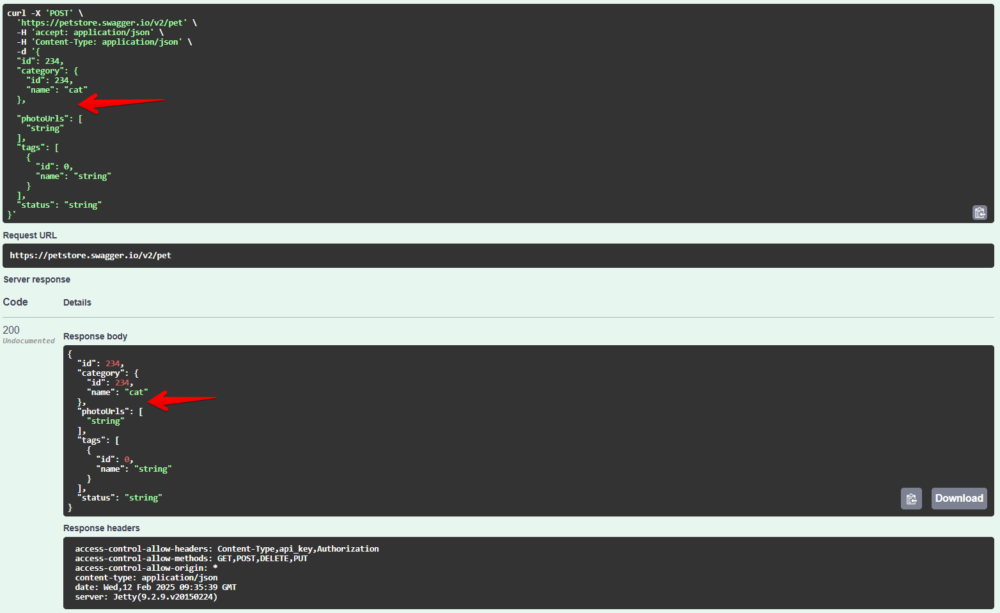 curl -X 'POST' \
  'https://petstore.swagger.io/v2/pet' \
  -H 'accept: application/json' \
  -H 'Content-Type: application/json' \
  -d '{
  "id": 234,
  "category": {
    "id": 234,
    "name": "cat"
  },
  "photoUrls": [
    "string"
  ],
  "tags": [
    {
      "id": 0,
      "name": "string"
    }
  ],
  "status": "string"
}'
Request URL
https://petstore.swagger.io/v2/pet
Server response
Code Details
200
Undocumented
Response body
{
  "id": 234,
  "category": {
    "id": 234,
    "name": "cat"
  },
  "photoUrls": [
    "string"
  ],
  "tags": [
    {
      "id": 0,
      "name": "string"
    }
  ],
  "status": "string"
}
Download
Response headers
access-control-allow-headers: Content-Type,api_key,Authorization
access-control-allow-methods: GET,POST,DELETE,PUT
access-control-allow-origin: *
content-type: application/json
date: Wed,12 Feb 2025 09:35:39 GMT
server: Jetty(9.2.9.v20150224)